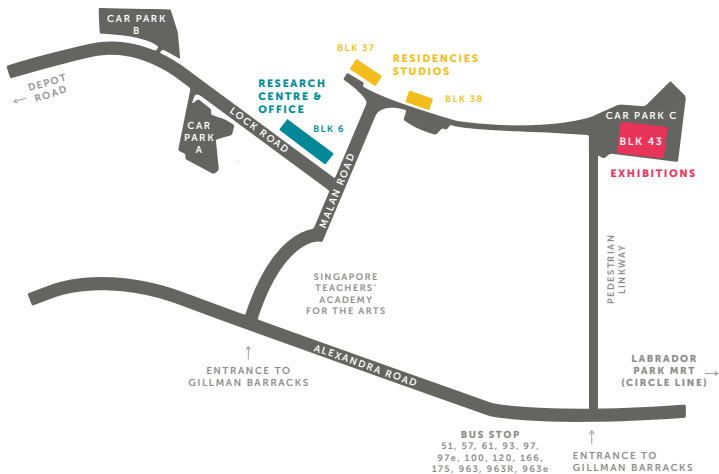 CAR PARK
B
BLK 37
RESIDENCIES
STUDIOS
← DEPOT
ROAD
RESEARCH
CENTRE &
OFFICE
BLK 38
CAR
PARK
A
LOCK ROAD
BLK 6
CAR PARK C
BLK 43
EXHIBITIONS
MALAN ROAD
PEDESTRIAN
LINKWAY
SINGAPORE
TEACHERS'
ACADEMY
FOR THE ARTS
↑
ENTRANCE TO
GILLMAN BARRACKS
ALEXANDRA ROAD
LABRADOR
PARK MRT →
(CIRCLE LINE)
BUS STOP
51, 57, 61, 93, 97,
97e, 100, 120, 166,
175, 963, 963R, 963e
↑
ENTRANCE TO
GILLMAN BARRACKS